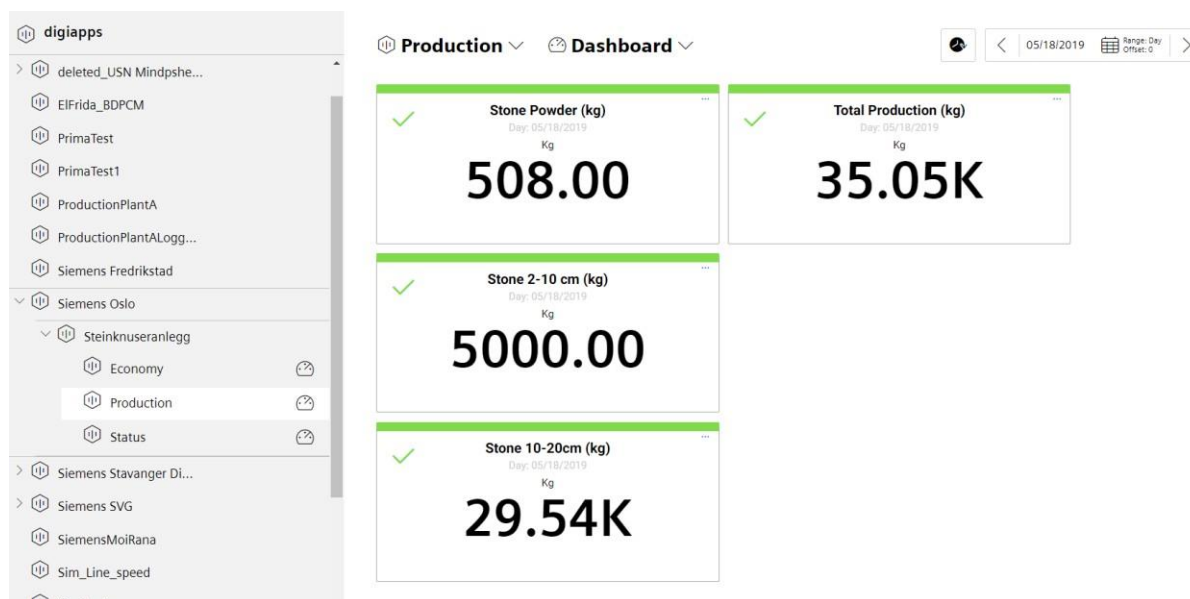 digiapps
deleted_USN Mindpshe...
ElFrida_BDPCM
PrimaTest
PrimaTest1
ProductionPlantA
ProductionPlantALogg...
Siemens Fredrikstad
Siemens Oslo
Steinknuseranlegg
Economy
Production
Status
Siemens Stavanger Di...
Siemens SVG
SiemensMoiRana
Sim_Line_speed
Production
Dashboard
05/18/2019
Range: Day
Offset: 0
Stone Powder (kg)
Day: 05/18/2019
Kg
508.00
Total Production (kg)
Day: 05/18/2019
Kg
35.05K
Stone 2-10 cm (kg)
Day: 05/18/2019
Kg
5000.00
Stone 10-20cm (kg)
Day: 05/18/2019
Kg
29.54K